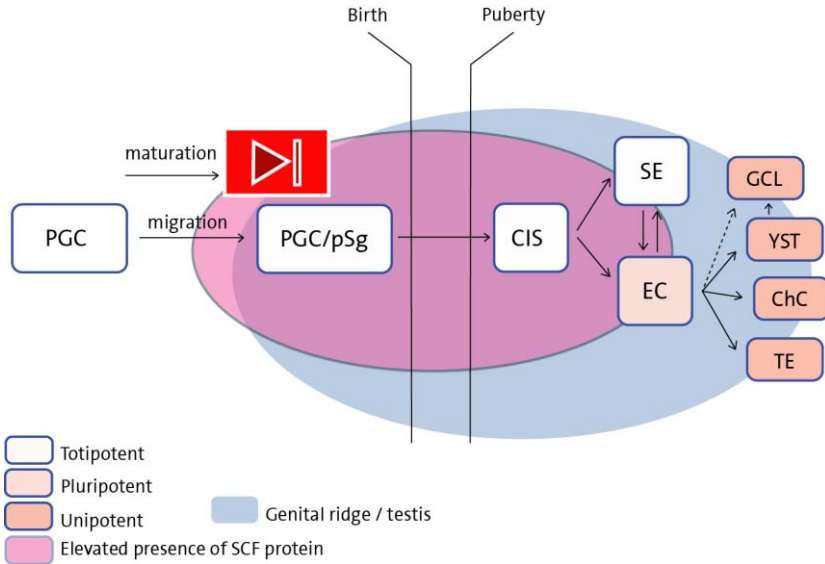 Birth
Puberty
maturation
SE
GCL
PGC
migration
PGC/pSg
CIS
YST
EC
ChC
TE
Totipotent
Pluripotent
Unipotent
Genital ridge / testis
Elevated presence of SCF protein